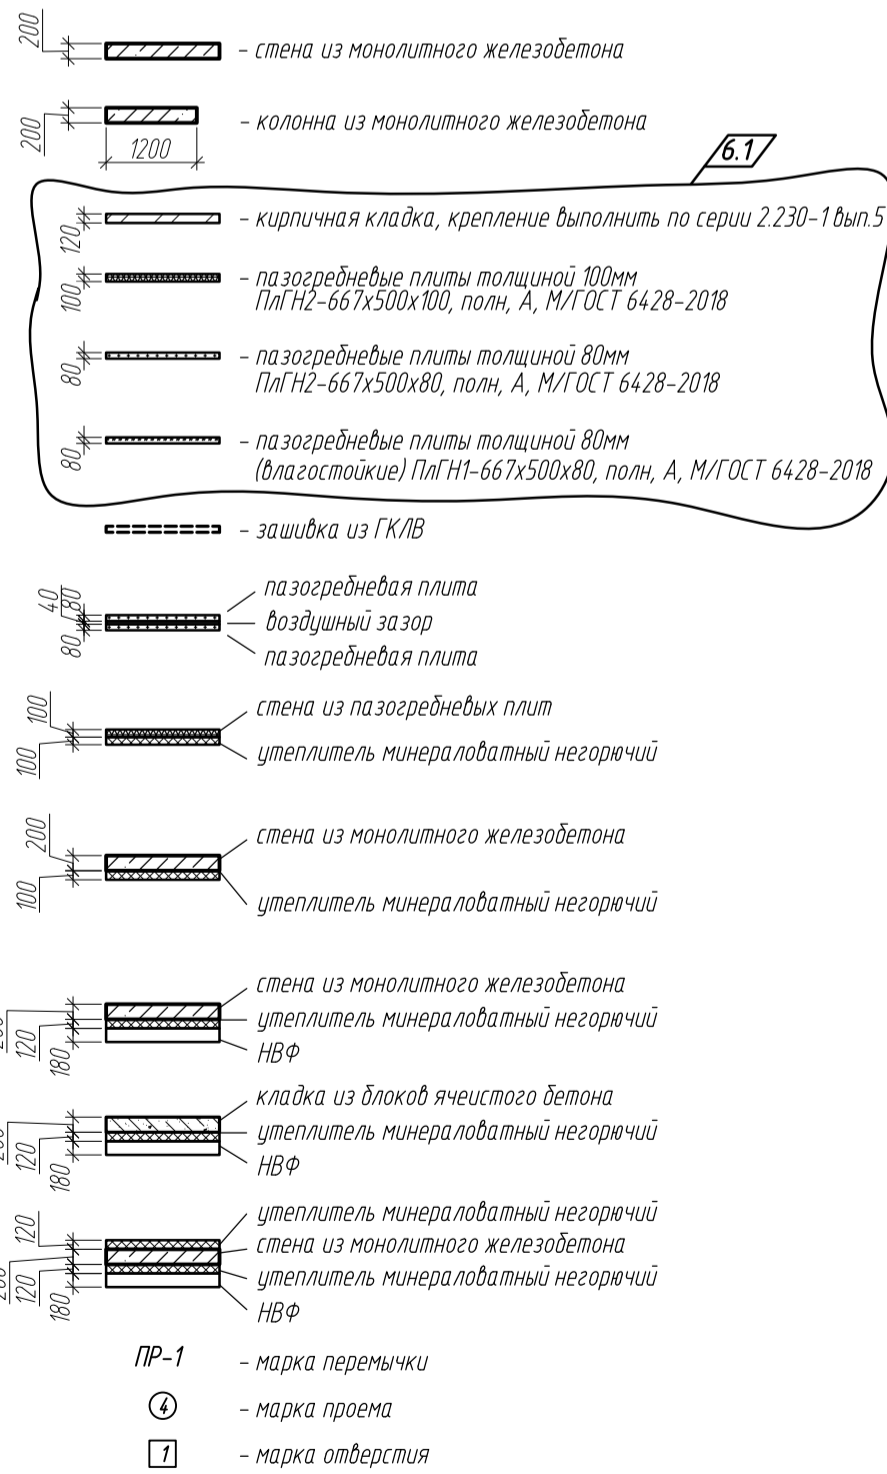 200
- стена из монолитного железобетона
200
1200
- колонна из монолитного железобетона
6.1
120
- кирпичная кладка, крепление выполнить по серии 2.230-1 вып.5
100
- пазогребневые плиты толщиной 100мм
ПлГН2-667х500х100, полн, А, М/ГОСТ 6428-2018
80
- пазогребневые плиты толщиной 80мм
ПлГН2-667х500х80, полн, А, М/ГОСТ 6428-2018
80
- пазогребневые плиты толщиной 80мм
(влагостойкие) ПлГН1-667х500х80, полн, А, М/ГОСТ 6428-2018
- зашивка из ГКЛВ
40
80
80
пазогребневая плита
воздушный зазор
пазогребневая плита
100
100
стена из пазогребневых плит
утеплитель минераловатный негорючий
200
100
стена из монолитного железобетона
утеплитель минераловатный негорючий
120
180
стена из монолитного железобетона
утеплитель минераловатный негорючий
НВФ
120
180
кладка из блоков ячеистого бетона
утеплитель минераловатный негорючий
НВФ
120
120
180
утеплитель минераловатный негорючий
стена из монолитного железобетона
утеплитель минераловатный негорючий
НВФ
ПР-1 - марка перемычки
4 - марка проема
1 - марка отверстия